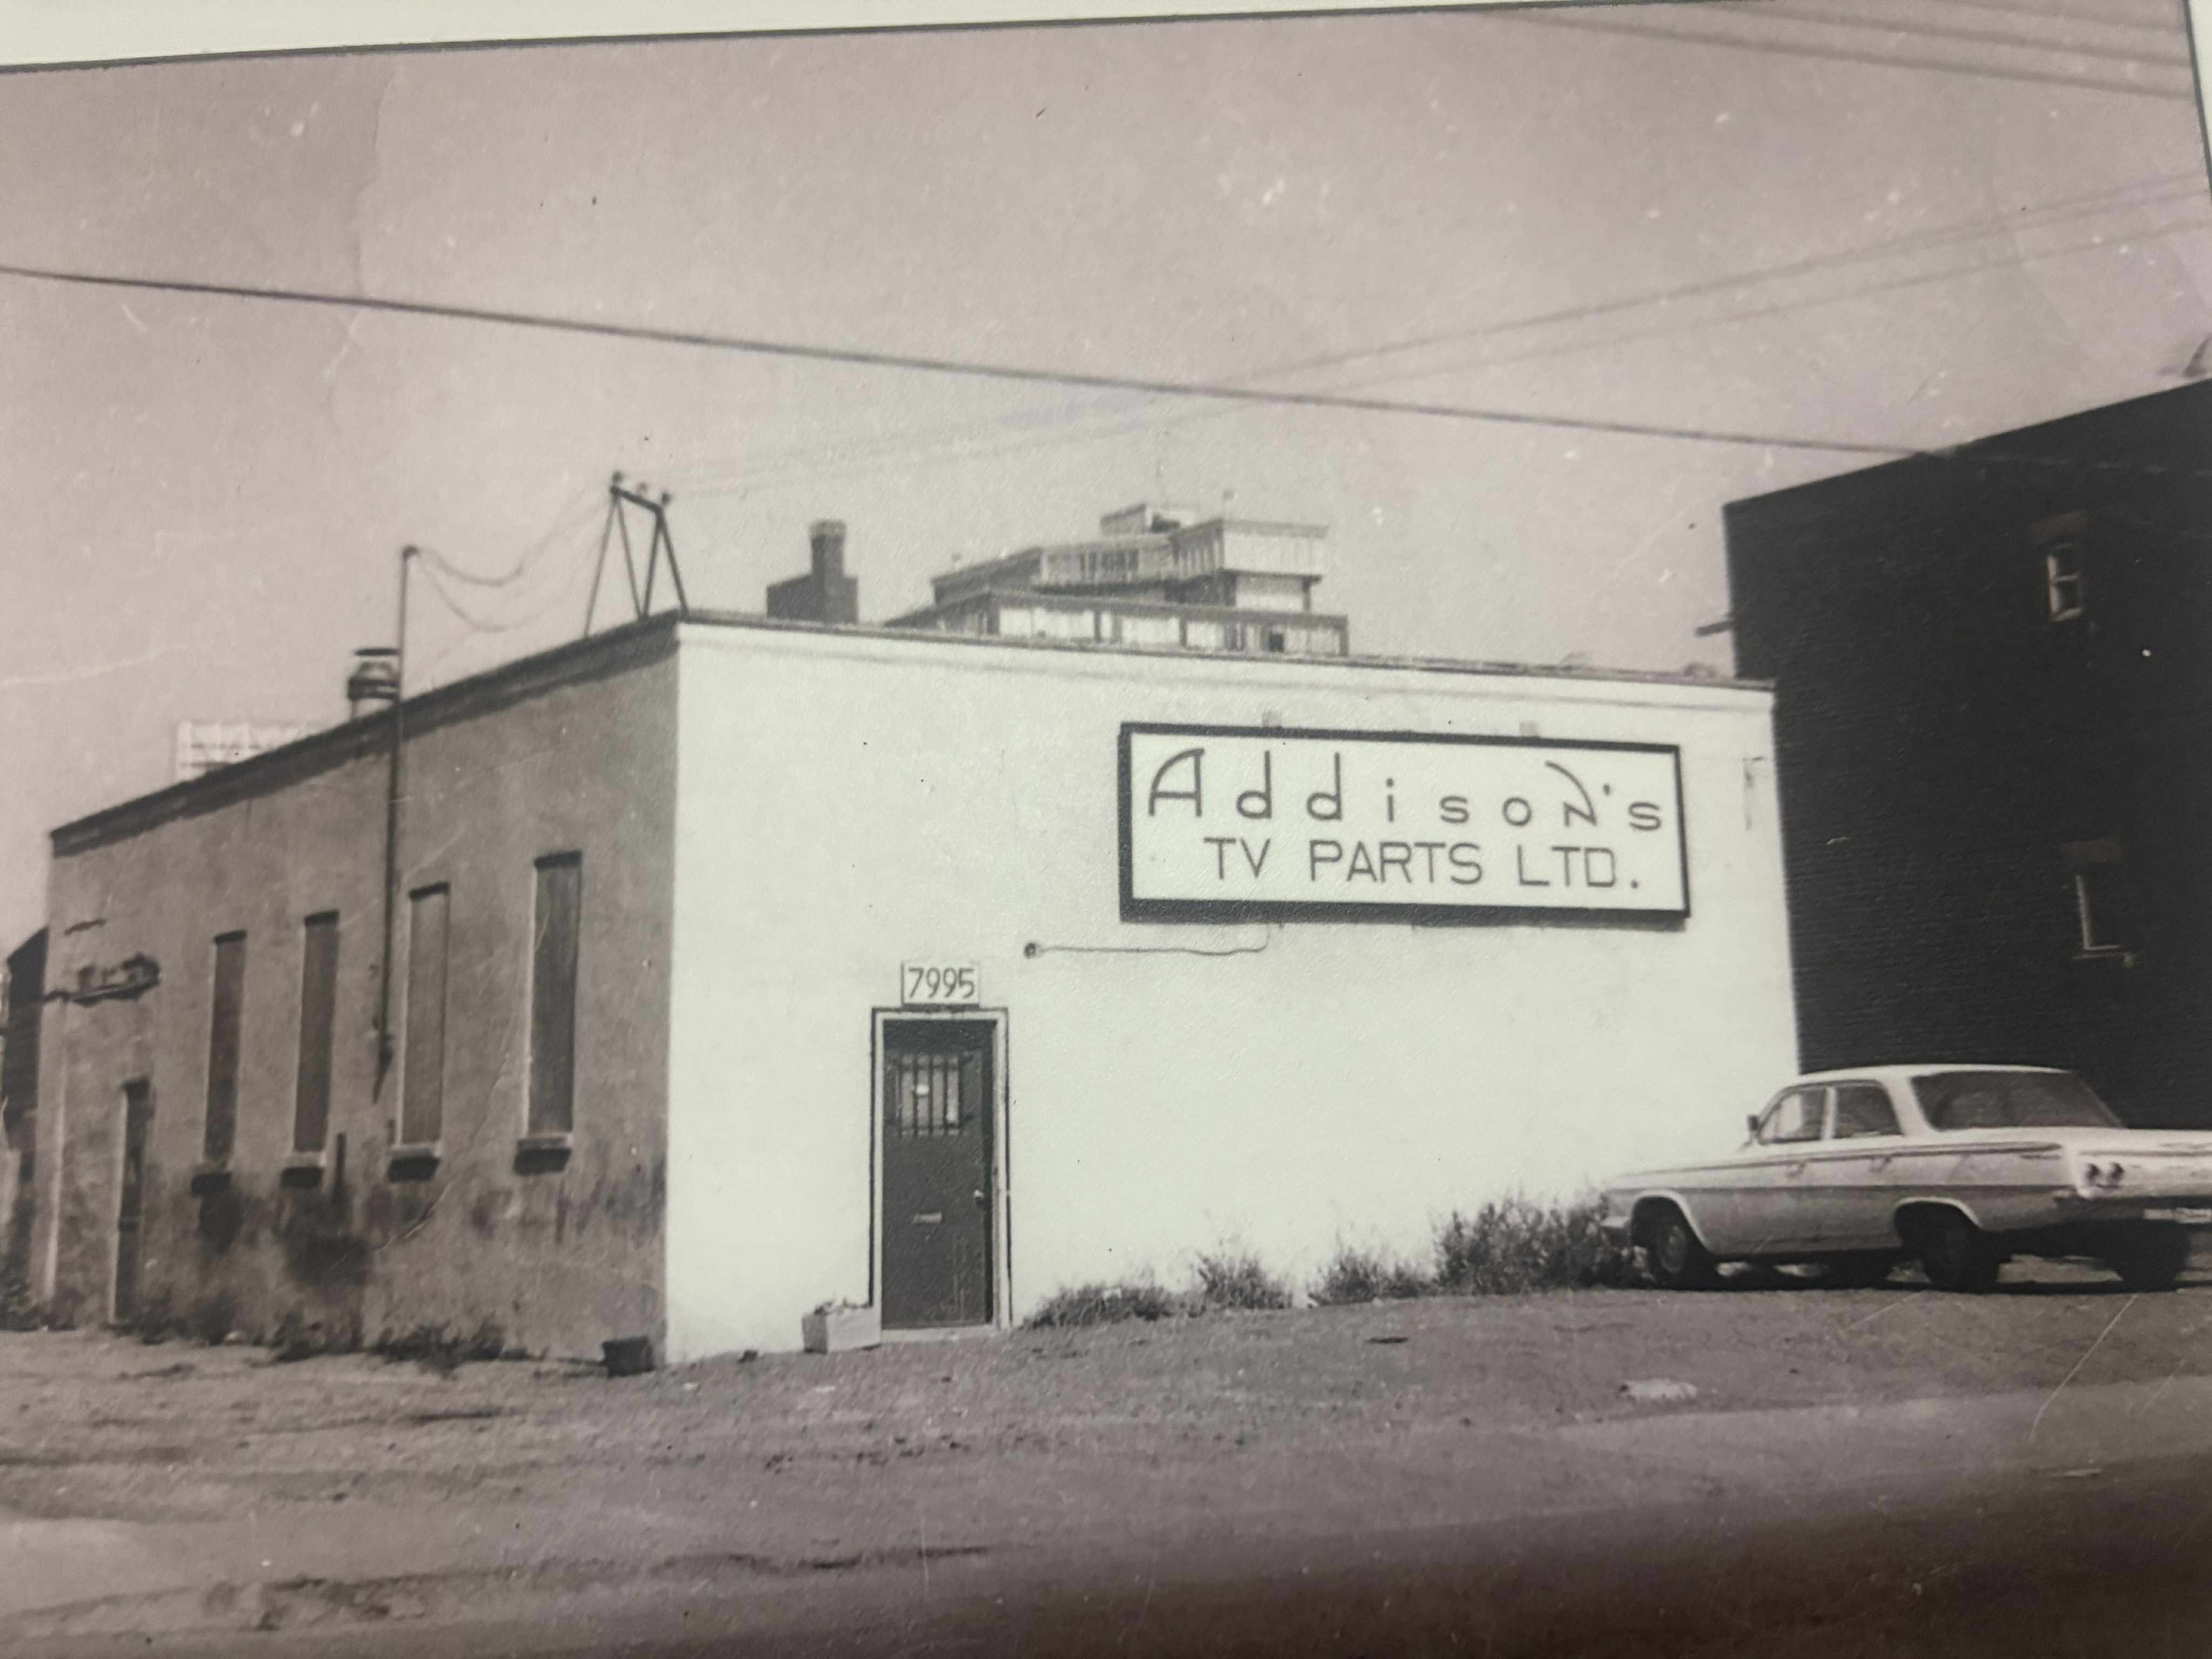 Addison's
TV PARTS LTD.
7995